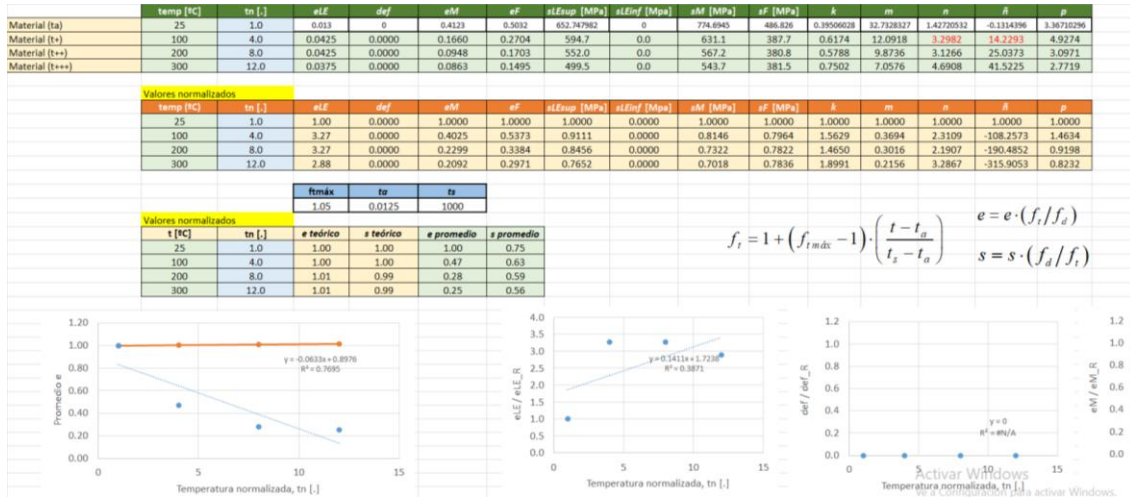 temp [ºC] tn [.] eLE def eM eF sLEsup sLEinf [Mpa] sM [Mpa] sF [Mpa] k m n ñ p
Material (ta) 25 1.0 0.013 0 0.4123 0.5032 652.747982 0 774.6945 486.826 0.39506028 32.7328327 1.42720532 -0.1314396 3.36710296
Material (t+) 100 4.0 0.0425 0.0000 0.1660 0.2704 594.7 0.0 631.1 387.7 0.6174 12.0918 3.2982 14.2293 4.9274
Material (t++) 200 8.0 0.0425 0.0000 0.0948 0.1703 552.0 0.0 567.2 380.8 0.5788 9.8736 3.1266 25.0373 3.0971
Material (t+++) 300 12.0 0.0375 0.0000 0.0863 0.1495 499.5 0.0 543.7 381.5 0.7502 7.0576 4.6908 41.5225 2.7719
Valores normalizados
temp [ºC] tn [.] eLE def eM eF sLEsup [MPa] sLEinf [Mpa] sM [MPa] sF [MPa] k m n ñ p
25 1.0 1.00 0.0000 1.0000 1.0000 1.0000 0.0000 1.0000 1.0000 1.0000 1.0000 1.0000 1.0000 1.0000
100 4.0 3.27 0.0000 0.4025 0.5373 0.9111 0.0000 0.8146 0.7964 1.5629 0.3694 2.3109 -108.2573 1.4634
200 8.0 3.27 0.0000 0.2299 0.3384 0.8456 0.0000 0.7322 0.7822 1.4650 0.3016 2.1907 -190.4852 0.9198
300 12.0 2.88 0.0000 0.2092 0.2971 0.7652 0.0000 0.7018 0.7836 1.8991 0.2156 3.2867 -315.9053 0.8232
ftmáx ta ts
1.05 0.0125 1000
Valores normalizados
t [ºC] tn [.] e teórico s teórico e promedio s promedio
25 1.0 1.00 1.00 1.00 0.75
100 4.0 1.00 1.00 0.47 0.63
200 8.0 1.01 0.99 0.28 0.59
300 12.0 1.01 0.99 0.25 0.56
f_t = 1 + (f_{t máx} − 1) · ((t − t_a) / (t_s − t_a))
e = e · (f_t / f_d)
s = s · (f_d / f_t)
1.20
1.00
0.80
0.60
0.40
0.20
0.00
Promedio e
y = -0.0633x + 0.8976
R² = 0.7695
0 5 10 15
Temperatura normalizada, tn [.]
4.0
3.5
3.0
2.5
2.0
1.5
1.0
0.5
0.0
eLE / eLE_R
y = 0.1411x + 1.7238
R² = 0.3871
0 5 10 15
Temperatura normalizada, tn [.]
1.2
1.0
0.8
0.6
0.4
0.2
0.0
def / def_R
y = 0
R² = #N/A
0 5 10 15
Temperatura normalizada, tn [.]
1.2
1.0
0.8
0.6
0.4
0.2
0.0
eM / eM_R
Activar Windows
Ve a Configuración para activar Windows.